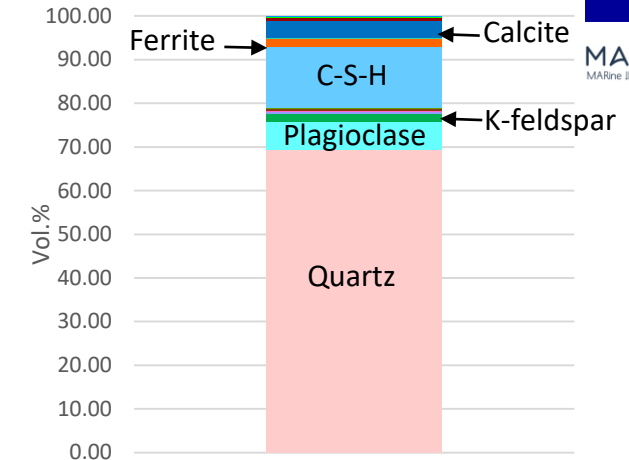 100.00
Ferrite
Calcite
90.00
MA
C-S-H
80.00
K-feldspar
Plagioclase
70.00
60.00
Vol.%
50.00
Quartz
40.00
30.00
20.00
10.00
0.00